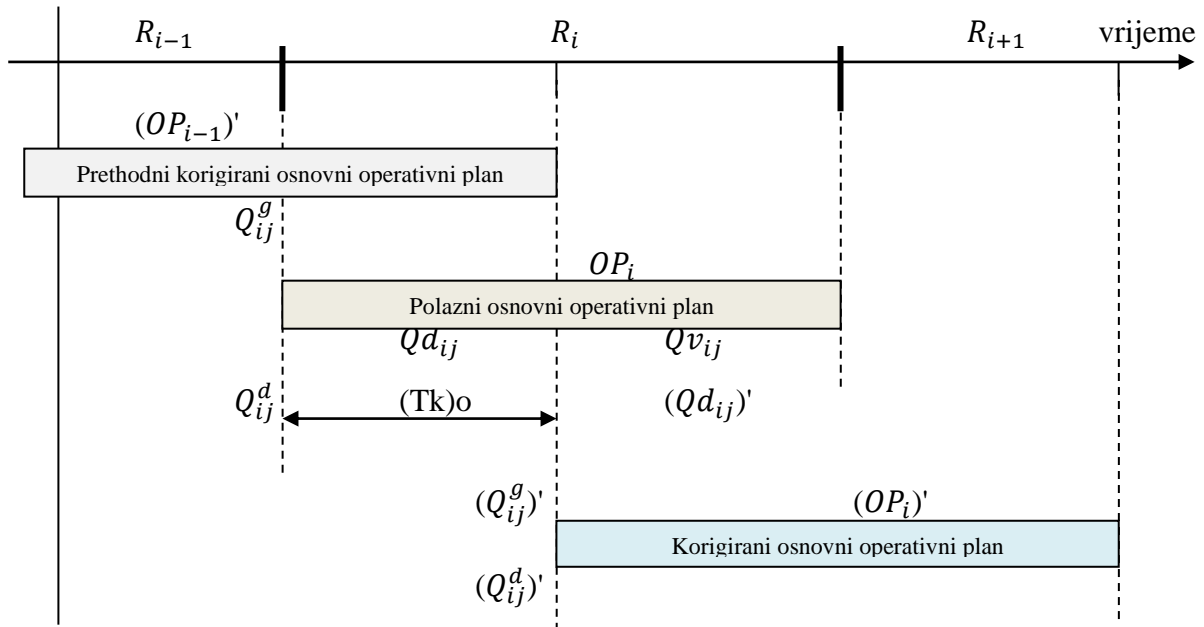 R_{i−1} R_i R_{i+1} vrijeme
(OP_{i−1})'
Prethodni korigirani osnovni operativni plan
Q_{ij}^g
OP_i
Polazni osnovni operativni plan
Qd_{ij} Qv_{ij}
Q_{ij}^d (Tk)o (Qd_{ij})'
(Q_{ij}^g)' (OP_i)'
Korigirani osnovni operativni plan
(Q_{ij}^d)'